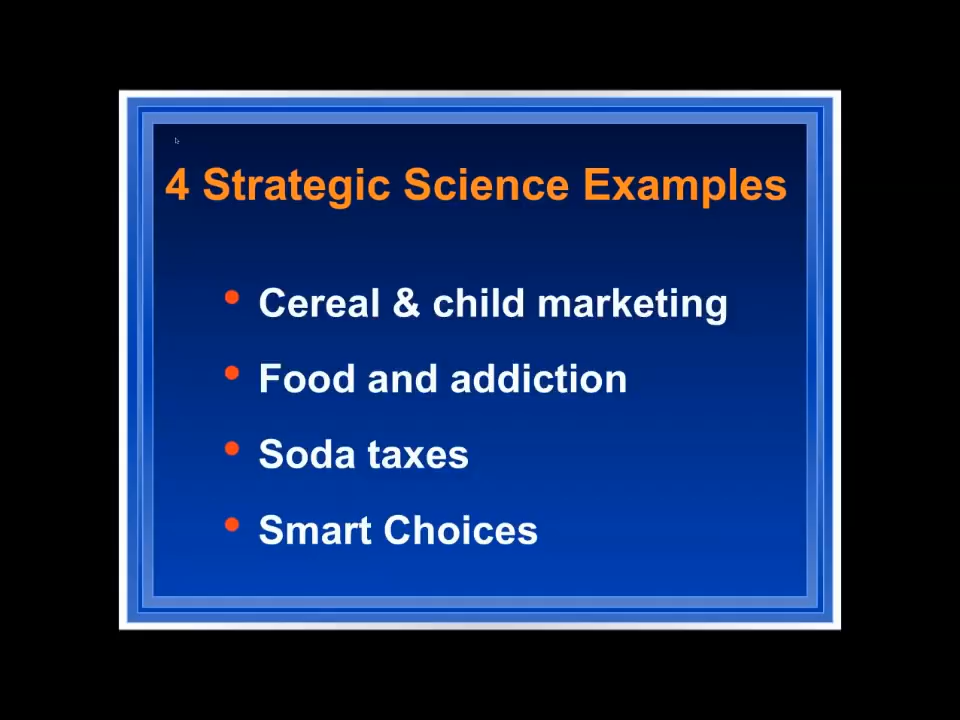 4 Strategic Science Examples
• Cereal & child marketing
• Food and addiction
• Soda taxes
• Smart Choices